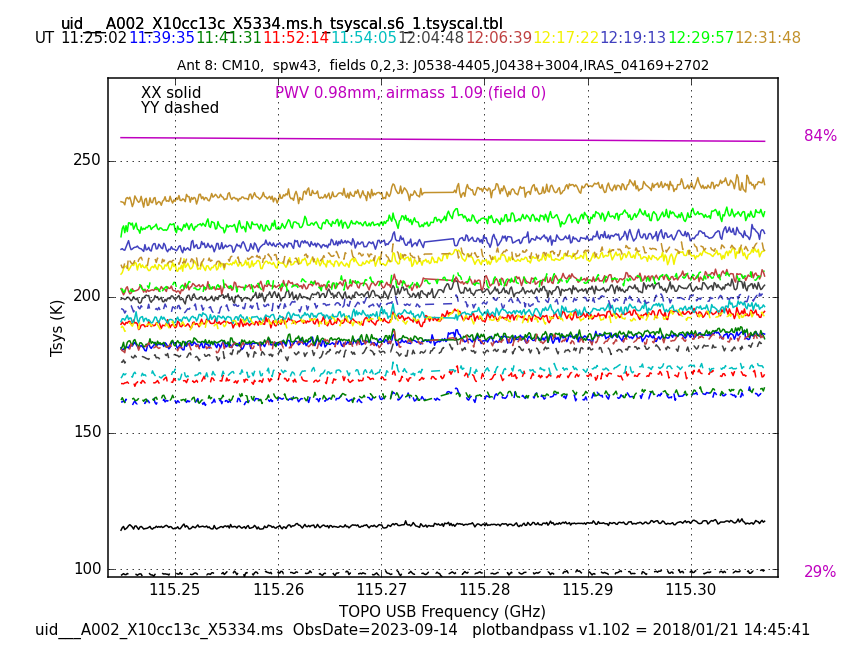 uid___A002_X10cc13c_X5334.ms.h_tsyscal.s6_1.tsyscal.tbl
UT 11:25:02 11:39:35 11:41:31 11:52:14 11:54:05 12:04:48 12:06:39 12:17:22 12:19:13 12:29:57 12:31:48
Ant 8: CM10, spw43, fields 0,2,3: J0538-4405,J0438+3004,IRAS_04169+2702
XX solid PWV 0.98mm, airmass 1.09 (field 0)
YY dashed
84%
250
200
Tsys (K)
150
100
29%
115.25 115.26 115.27 115.28 115.29 115.30
TOPO USB Frequency (GHz)
uid___A002_X10cc13c_X5334.ms ObsDate=2023-09-14 plotbandpass v1.102 = 2018/01/21 14:45:41